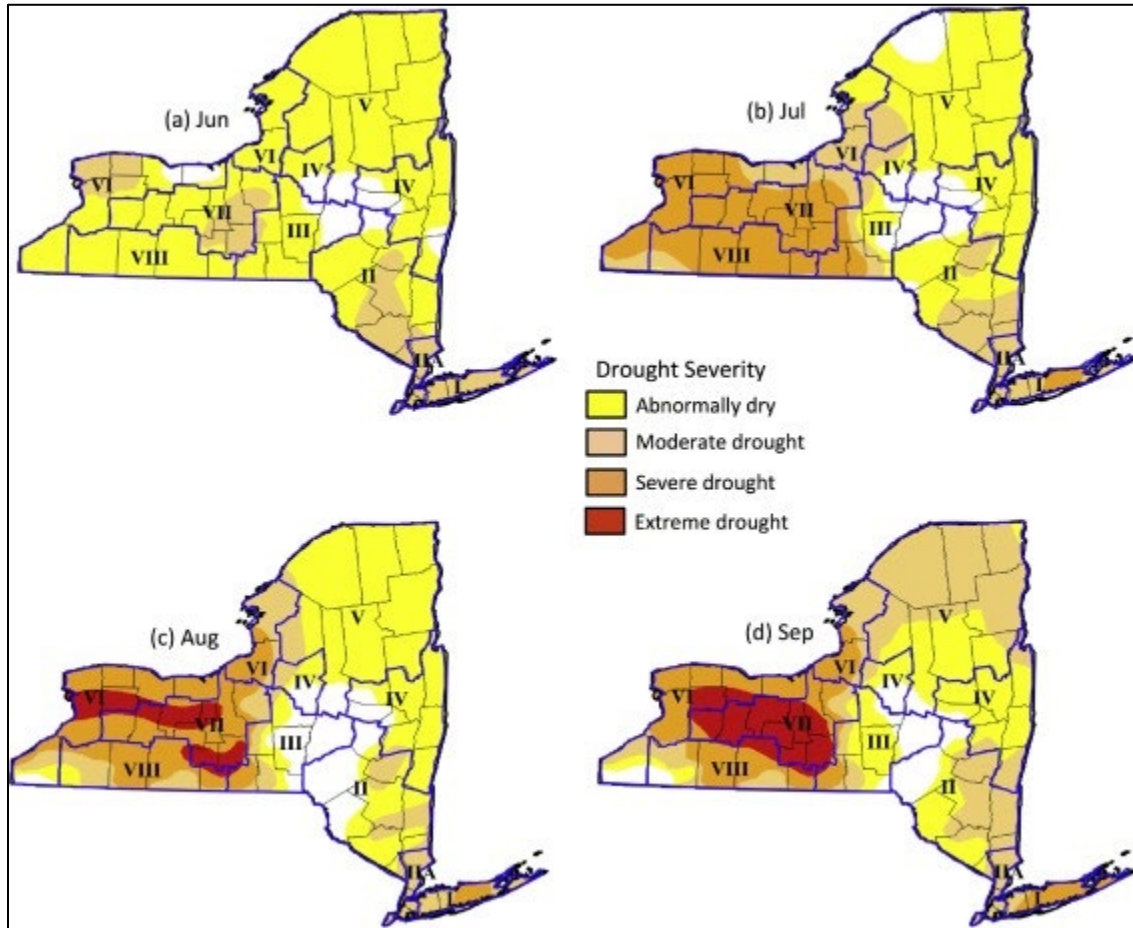 (a) Jun
V
VI
IV
IV
VI
VII
III
VIII
II
IIA
I
(b) Jul
V
VI
IV
IV
VI
VII
III
VIII
II
IIA
I
Drought Severity
Abnormally dry
Moderate drought
Severe drought
Extreme drought
(c) Aug
V
VI
IV
IV
VI
VII
III
VIII
II
IIA
I
(d) Sep
V
VI
IV
IV
VI
VII
III
VIII
II
IIA
I